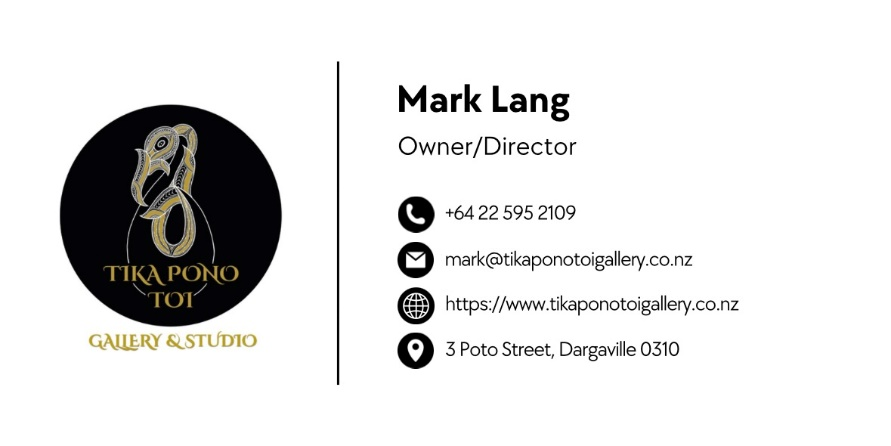 TIKA PONO
TOI
GALLERY & STUDIO
Mark Lang
Owner/Director
+64 22 595 2109
mark@tikaponotoigallery.co.nz
https://www.tikaponotoigallery.co.nz
3 Poto Street, Dargaville 0310